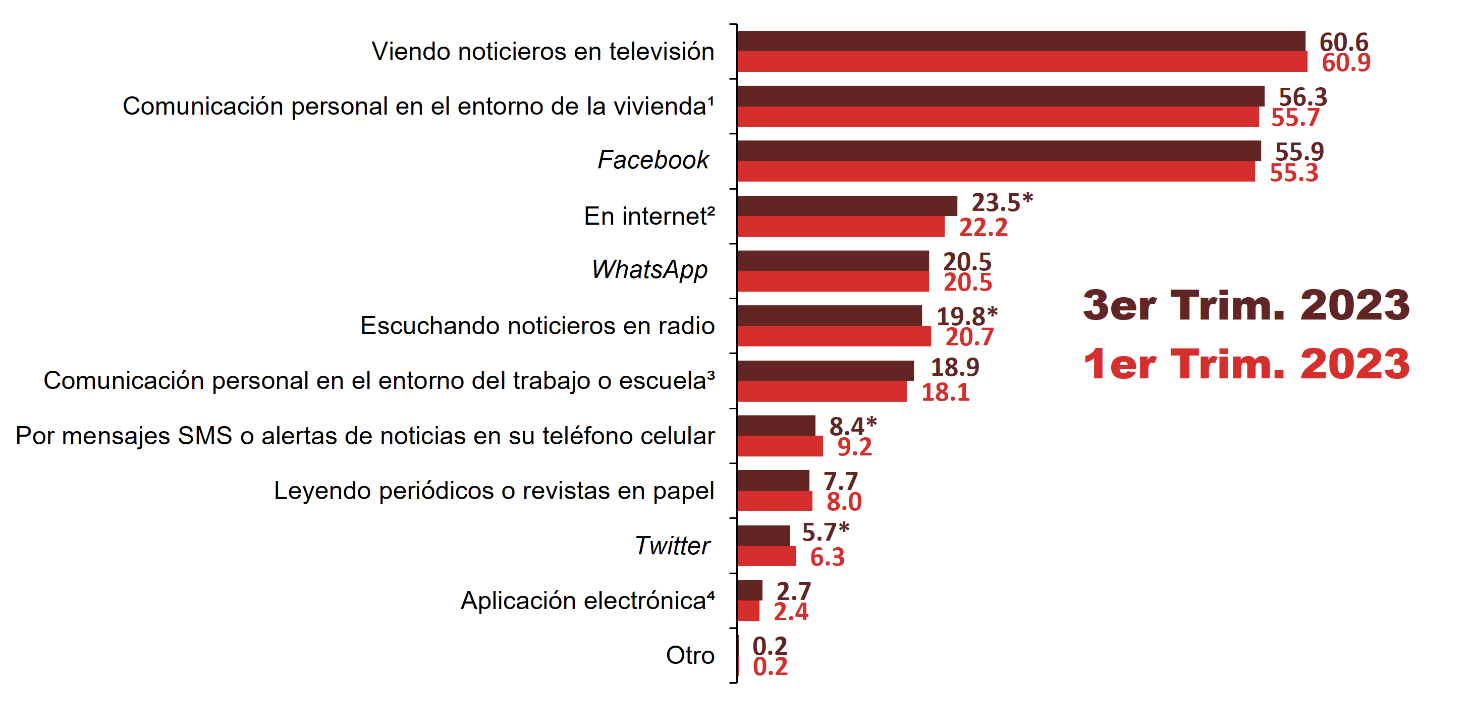 Viendo noticieros en televisión
60.6
60.9
Comunicación personal en el entorno de la vivienda¹
56.3
55.7
Facebook
55.9
55.3
En internet²
23.5*
22.2
WhatsApp
20.5
20.5
Escuchando noticieros en radio
19.8*
20.7
3er Trim. 2023
1er Trim. 2023
Comunicación personal en el entorno del trabajo o escuela³
18.9
18.1
Por mensajes SMS o alertas de noticias en su teléfono celular
8.4*
9.2
Leyendo periódicos o revistas en papel
7.7
8.0
Twitter
5.7*
6.3
Aplicación electrónica⁴
2.7
2.4
Otro
0.2
0.2